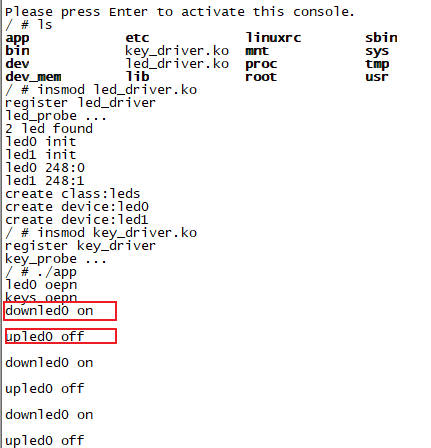 Please press Enter to activate this console.
/ # ls
app etc linuxrc sbin
bin key_driver.ko mnt sys
dev led_driver.ko proc tmp
dev_mem lib root usr
/ # insmod led_driver.ko
register led_driver
led_probe ...
2 led found
led0 init
led1 init
led0 248:0
led1 248:1
create class:leds
create device:led0
create device:led1
/ # insmod key_driver.ko
register key_driver
key_probe ...
/ # ./app
led0 oepn
keys oepn
downled0 on
upled0 off
downled0 on
upled0 off
downled0 on
upled0 off